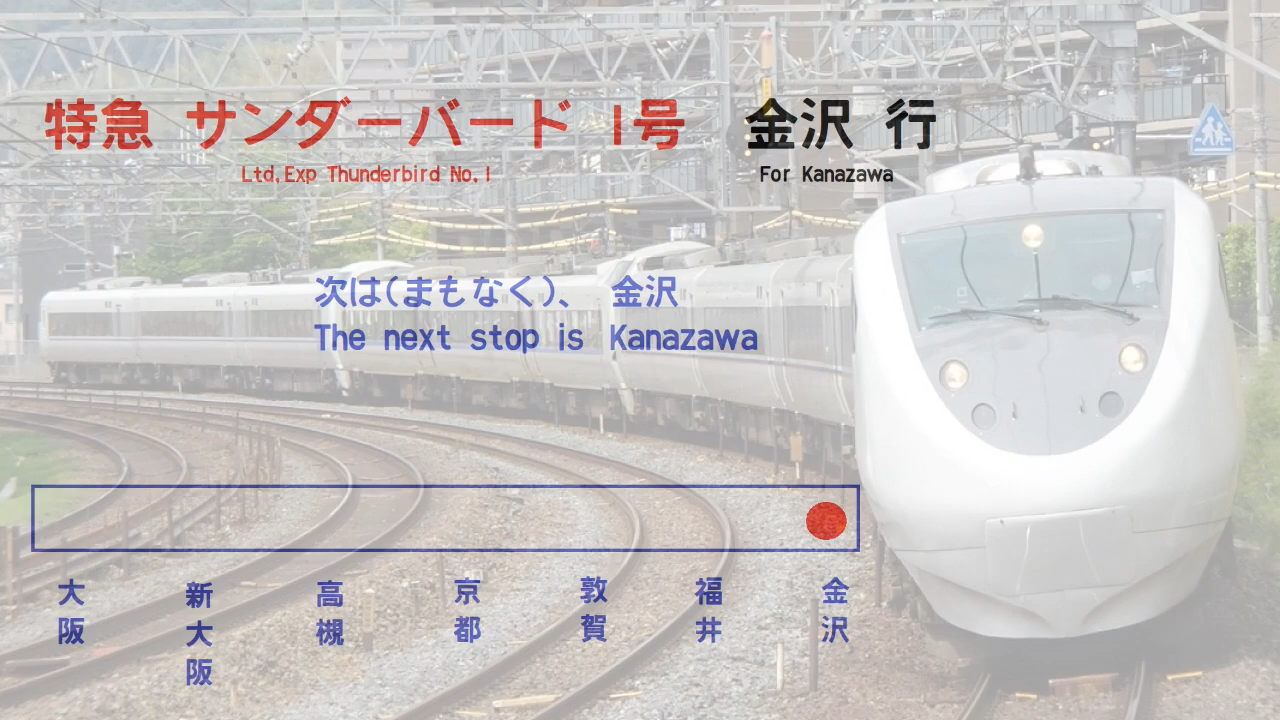 特急 サンダーバード 1号 金沢 行
Ltd,Exp Thunderbird No,1 For Kanazawa
次は(まもなく)、 金沢
The next stop is Kanazawa
大阪
新大阪
高槻
京都
敦賀
福井
金沢